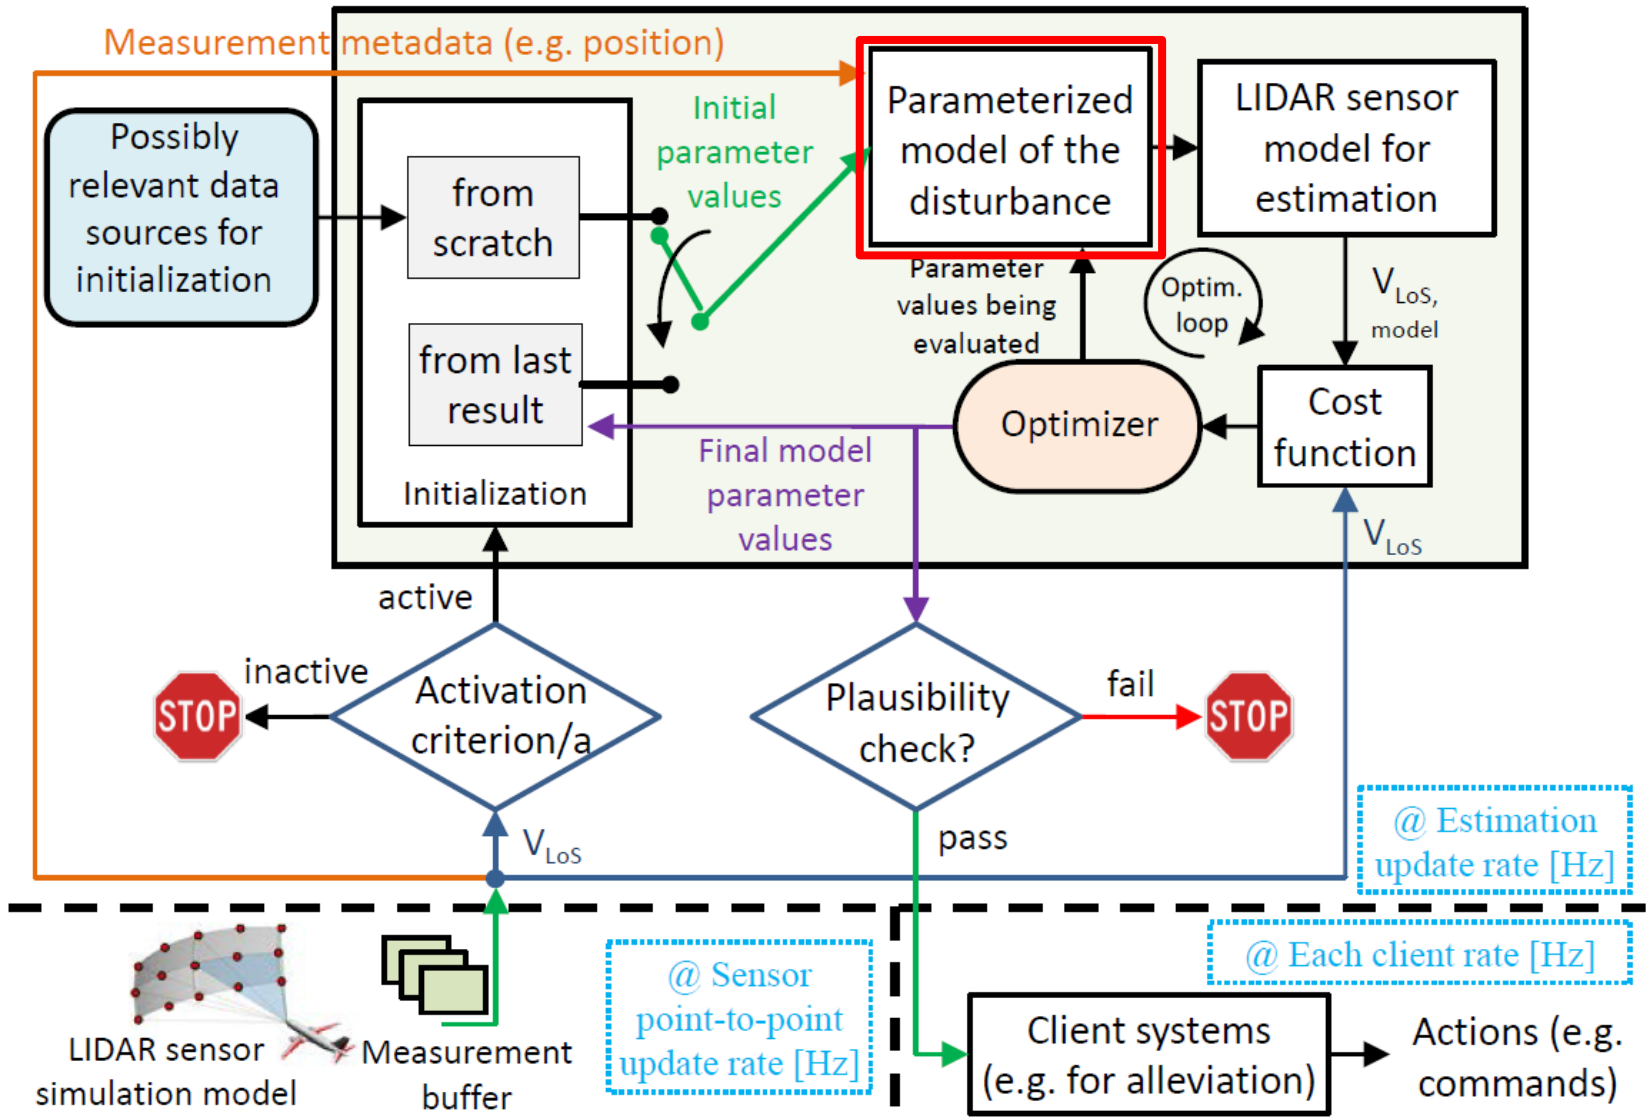 Measurement metadata (e.g. position)
Possibly
relevant data
sources for
initialization
from
scratch
from last
result
Initialization
Initial
parameter
values
Parameterized
model of the
disturbance
LIDAR sensor
model for
estimation
Parameter
values being
evaluated
Optim.
loop
VLoS,
model
Optimizer
Cost
function
Final model
parameter
values
VLoS
active
inactive
STOP
Activation
criterion/a
Plausibility
check?
fail
STOP
pass
VLoS
@ Estimation
update rate [Hz]
@ Sensor
point-to-point
update rate [Hz]
@ Each client rate [Hz]
LIDAR sensor
simulation model
Measurement
buffer
Client systems
(e.g. for alleviation)
Actions (e.g.
commands)